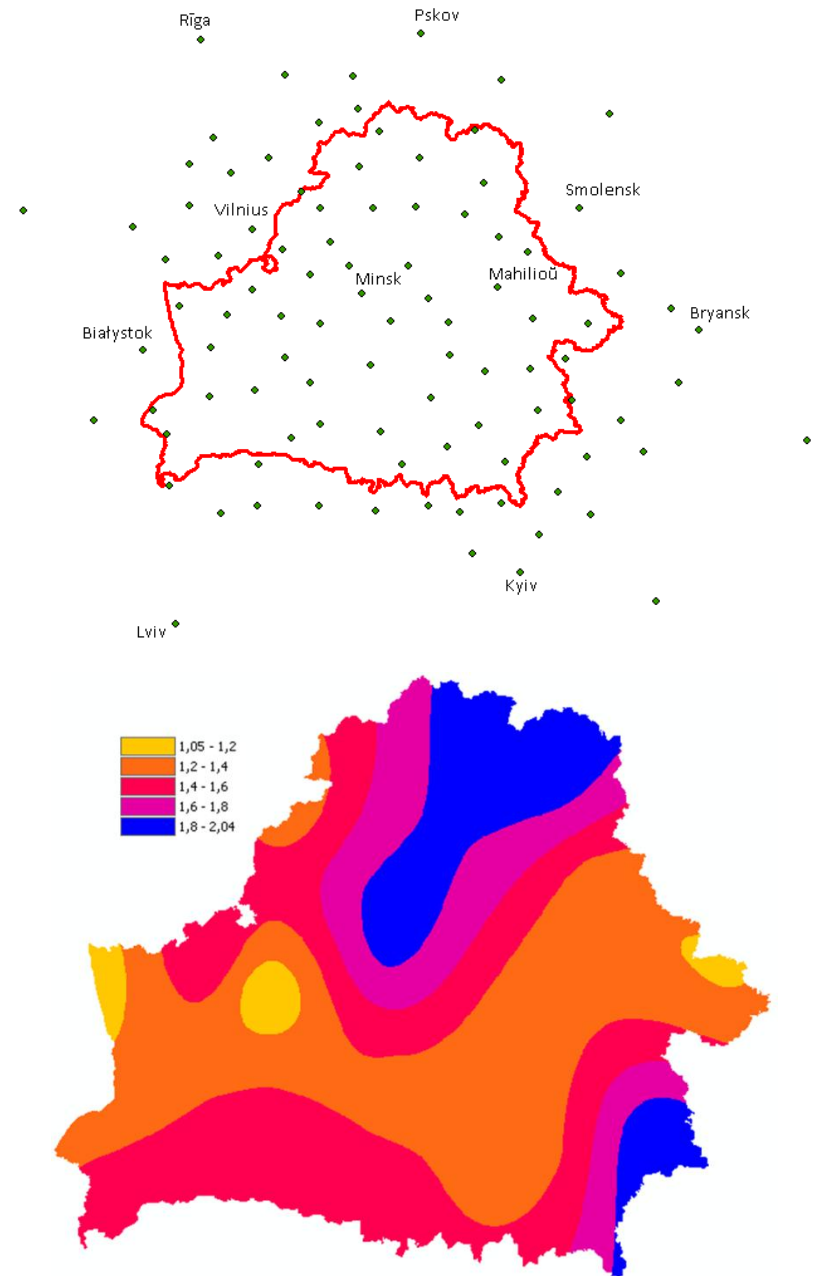 Rīga
Pskov
Smolensk
Vilnius
Mahilioŭ
Minsk
Bryansk
Białystok
Kyiv
Lviv
1,05 - 1,2
1,2 - 1,4
1,4 - 1,6
1,6 - 1,8
1,8 - 2,04